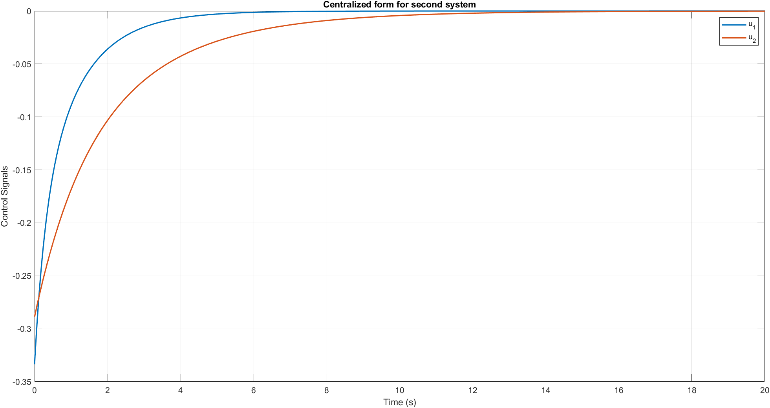 Centralized form for second system
u1
u2
Control Signals
0
-0.05
-0.1
-0.15
-0.2
-0.25
-0.3
-0.35
0 2 4 6 8 10 12 14 16 18 20
Time (s)